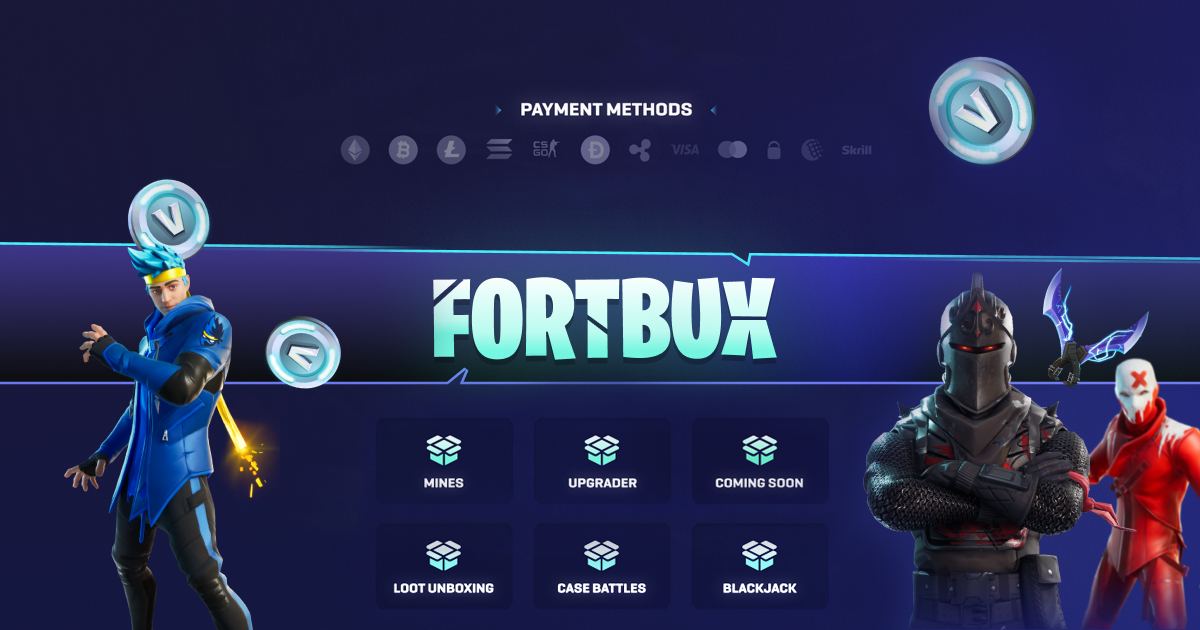 PAYMENT METHODS
CS GO VISA Skrill
FORTBUX
MINES UPGRADER COMING SOON
LOOT UNBOXING CASE BATTLES BLACKJACK